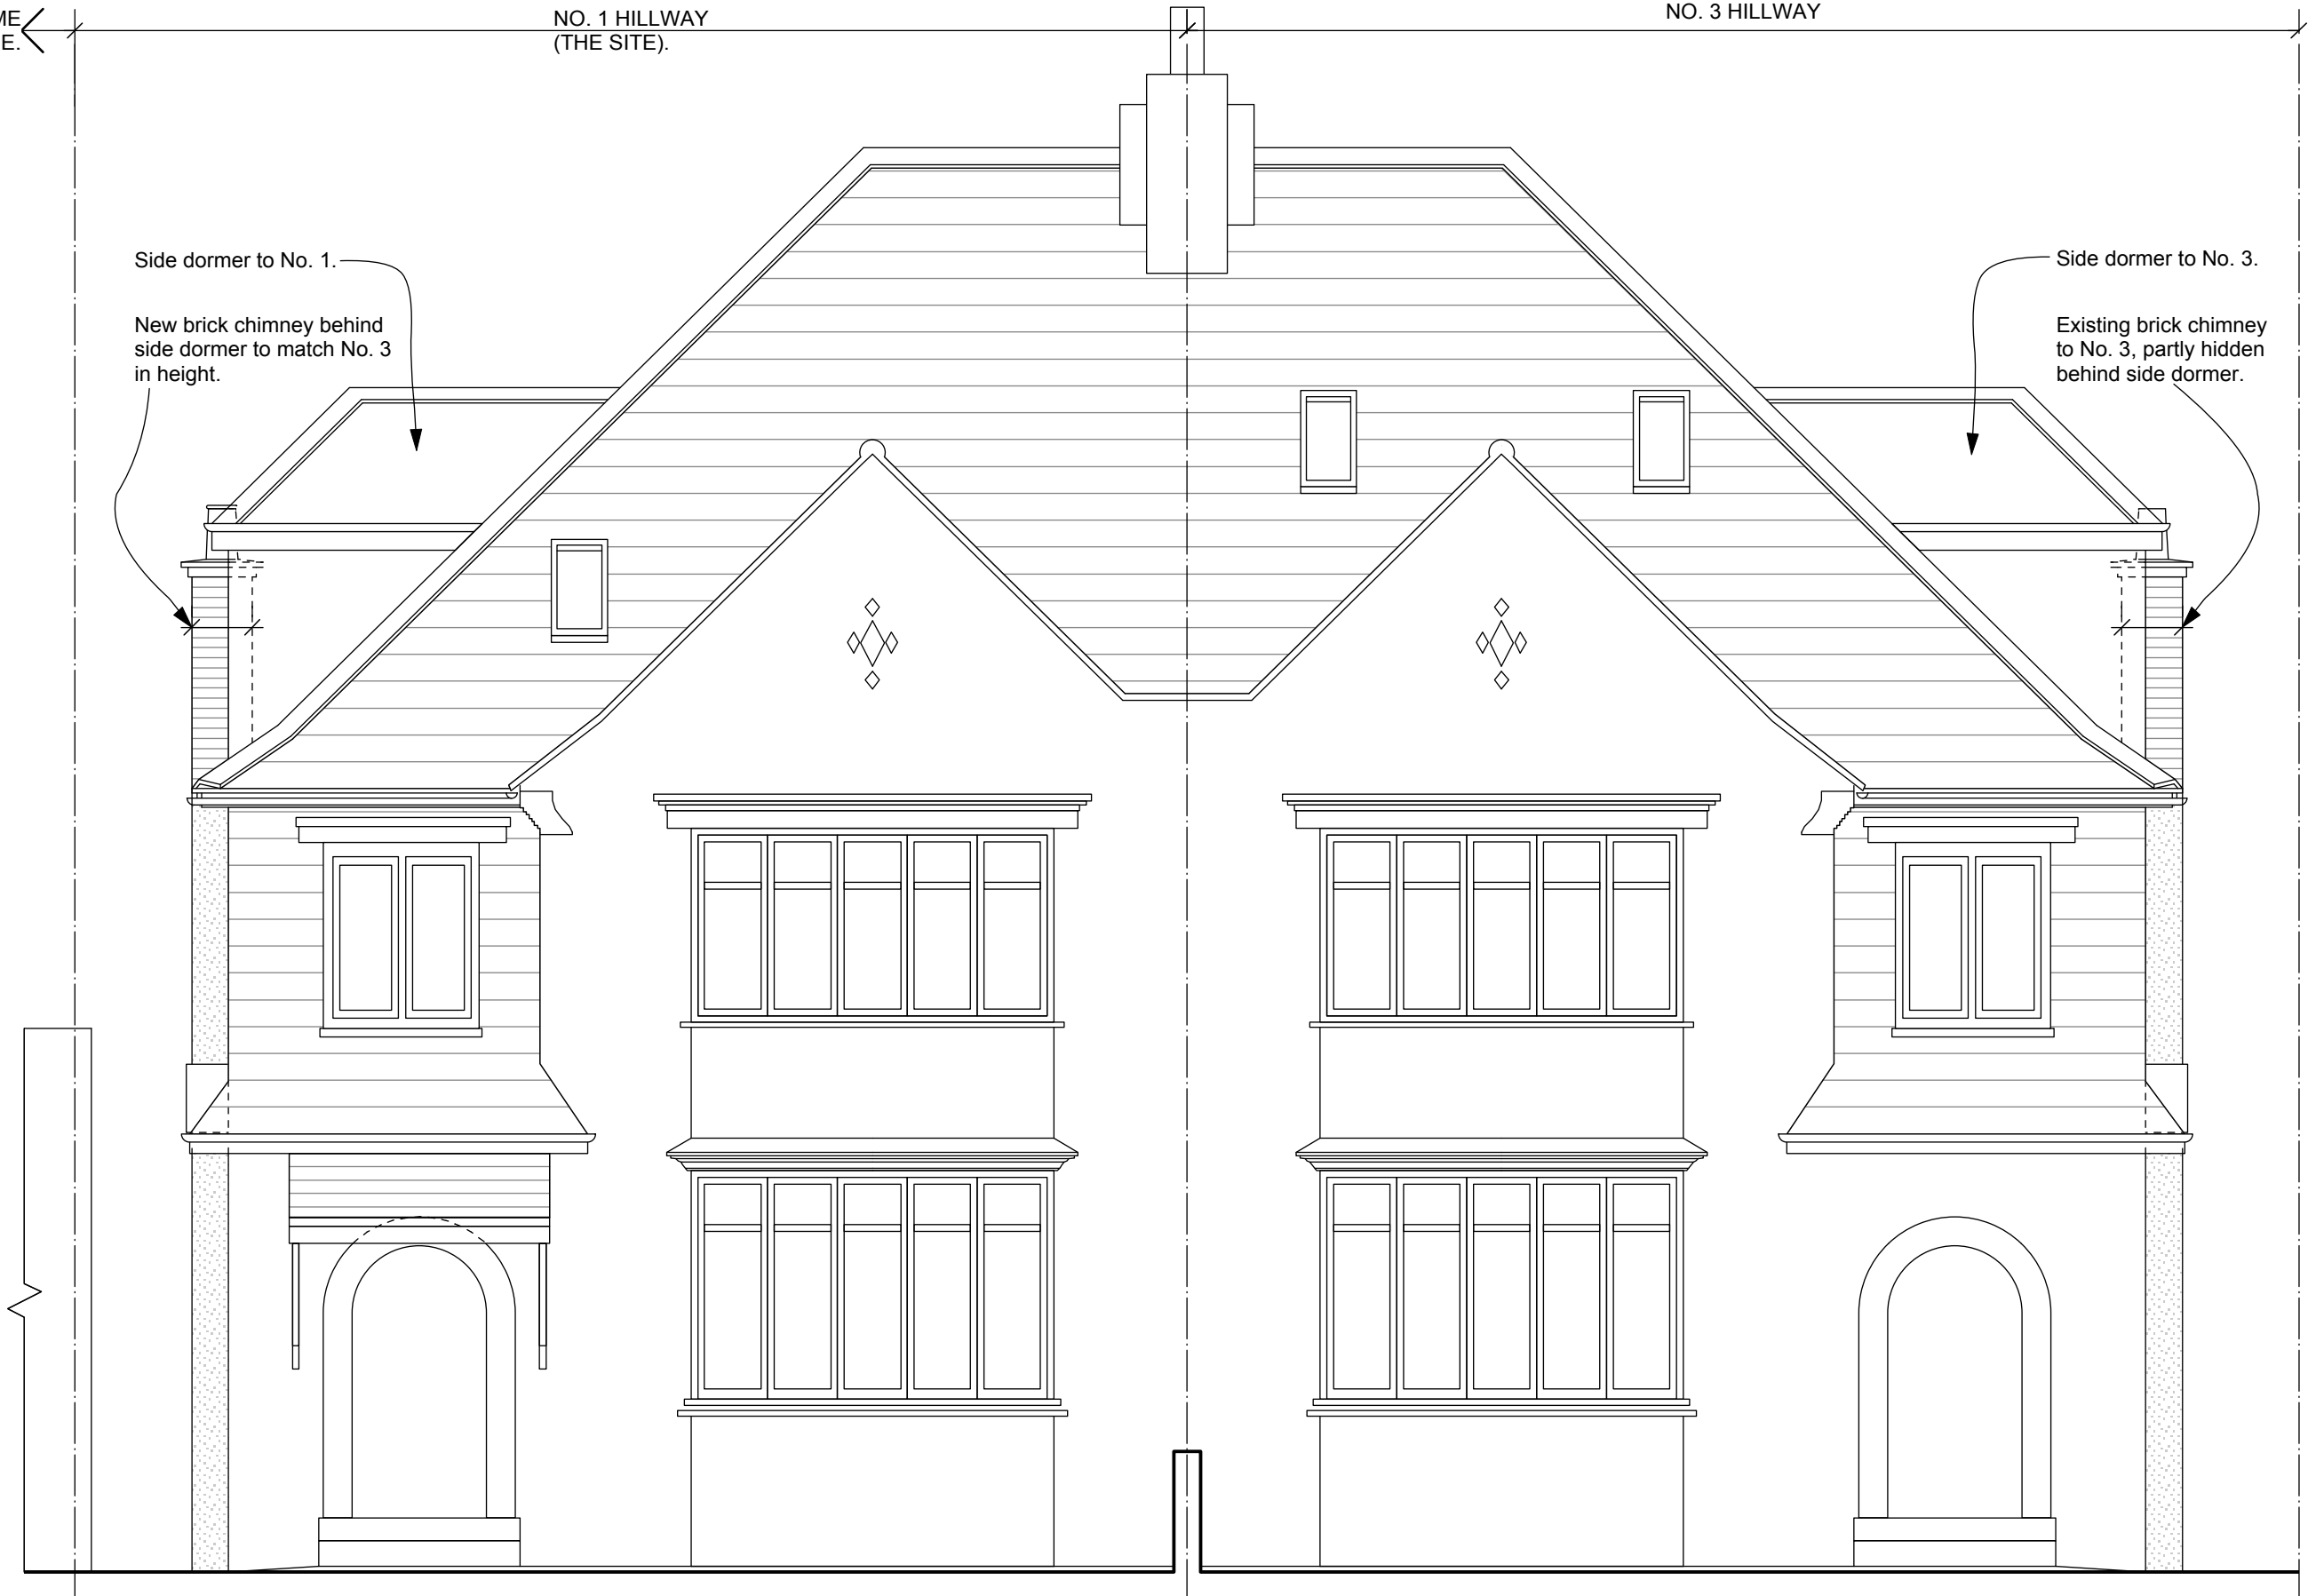 NO. 1 HILLWAY
(THE SITE).
NO. 3 HILLWAY
Side dormer to No. 1.
New brick chimney behind
side dormer to match No. 3
in height.
Side dormer to No. 3.
Existing brick chimney
to No. 3, partly hidden
behind side dormer.